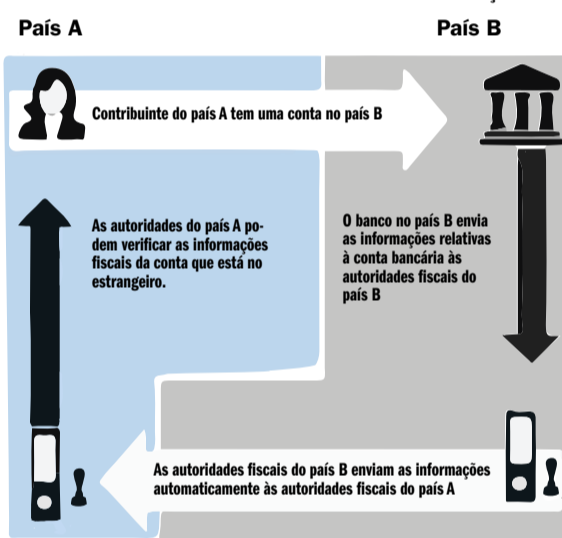 País A
País B
Contribuinte do país A tem uma conta no país B
As autoridades do país A po-
dem verificar as informações
fiscais da conta que está no
estrangeiro.
O banco no país B envia
as informações relativas
à conta bancária às
autoridades fiscais do
país B
As autoridades fiscais do país B enviam as informações
automaticamente às autoridades fiscais do país A